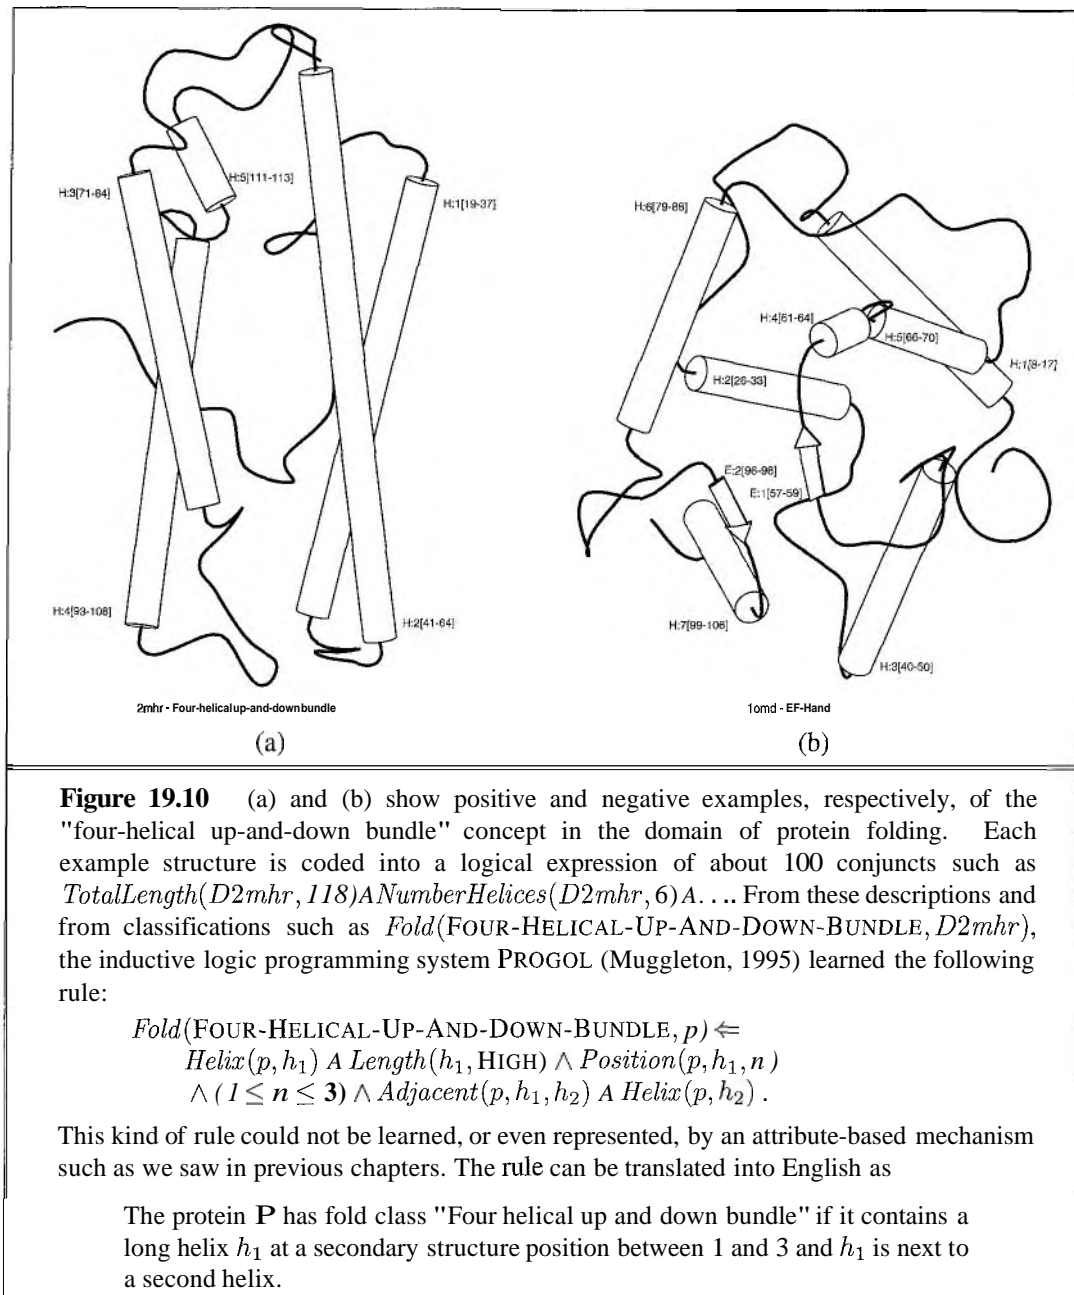 H:3[71-84]
H:5[111-113]
H:1[19-37]
H:4[93-108]
H:2[41-64]
2mhr - Four-helical up-and-down bundle
(a)
H:6[79-88]
H:4[61-64]
H:5[66-70]
H:1[8-17]
H:2[26-33]
E:2[96-98]
E:1[57-59]
H:7[99-106]
H:3[40-50]
1omd - EF-Hand
(b)
Figure 19.10 (a) and (b) show positive and negative examples, respectively, of the
"four-helical up-and-down bundle" concept in the domain of protein folding. Each
example structure is coded into a logical expression of about 100 conjuncts such as
TotalLength(D2mhr, 118)ANumberHelices(D2mhr, 6)A. . .. From these descriptions and
from classifications such as Fold(FOUR-HELICAL-UP-AND-DOWN-BUNDLE, D2mhr),
the inductive logic programming system PROGOL (Muggleton, 1995) learned the following
rule:
Fold(FOUR-HELICAL-UP-AND-DOWN-BUNDLE, p) ⇐
Helix(p, h₁) A Length(h₁, HIGH) ∧ Position(p, h₁, n)
∧ (1 ≤ n ≤ 3) ∧ Adjacent(p, h₁, h₂) A Helix(p, h₂) .
This kind of rule could not be learned, or even represented, by an attribute-based mechanism
such as we saw in previous chapters. The rule can be translated into English as
The protein P has fold class "Four helical up and down bundle" if it contains a
long helix h₁ at a secondary structure position between 1 and 3 and h₁ is next to
a second helix.